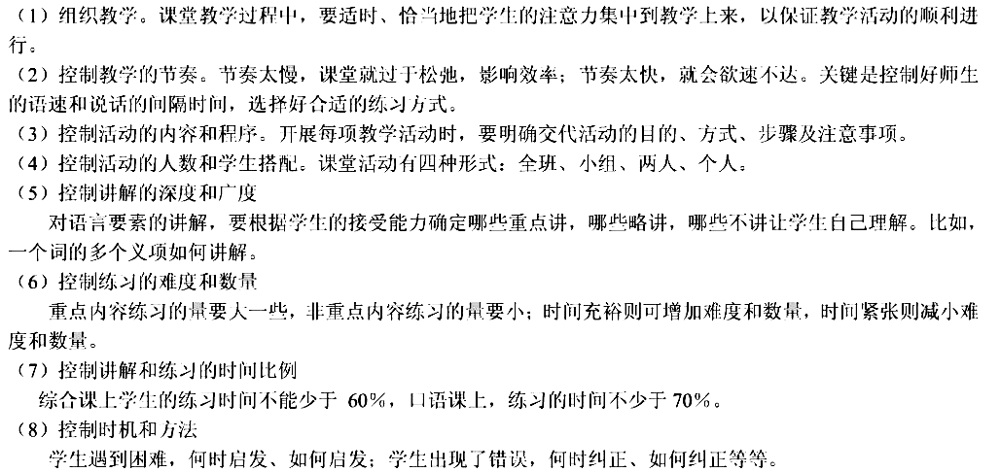 （1）组织教学。课堂教学过程中，要适时、恰当地把学生的注意力集中到教学上来，以保证教学活动的顺利进
行。
（2）控制教学的节奏。节奏太慢，课堂就过于松弛，影响效率；节奏太快，就会欲速不达。关键是控制好师生
的语速和说话的间隔时间，选择好合适的练习方式。
（3）控制活动的内容和程序。开展每项教学活动时，要明确交代活动的目的、方式、步骤及注意事项。
（4）控制活动的人数和学生搭配。课堂活动有四种形式：全班、小组、两人、个人。
（5）控制讲解的深度和广度
对语言要素的讲解，要根据学生的接受能力确定哪些重点讲，哪些略讲，哪些不讲让学生自己理解。比如，
一个词的多个义项如何讲解。
（6）控制练习的难度和数量
重点内容练习的量要大一些，非重点内容练习的量要小；时间充裕则可增加难度和数量，时间紧张则减小难
度和数量。
（7）控制讲解和练习的时间比例
综合课上学生的练习时间不能少于 60%，口语课上，练习的时间不少于 70%。
（8）控制时机和方法
学生遇到困难，何时启发、如何启发；学生出现了错误，何时纠正、如何纠正等等。